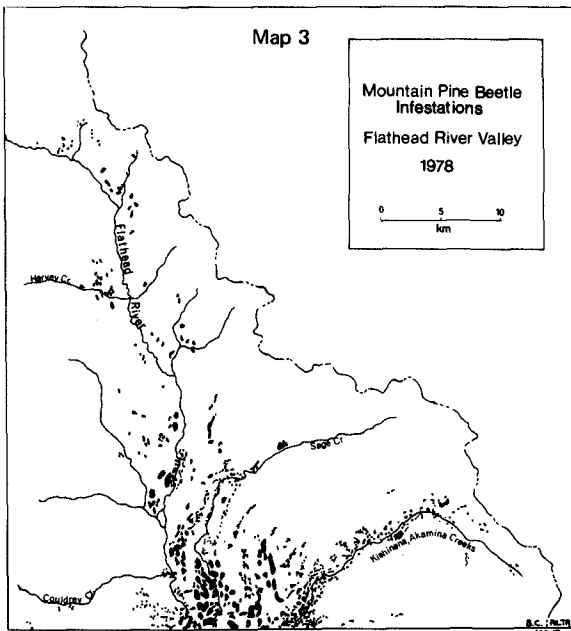 Map 3
Mountain Pine Beetle
Infestations
Flathead River Valley
1978
0 5 10
km
Flathead
River
Harvey Cr.
Sage Cr
Kishinena, Akamina Creeks
Couldrey
B.C.